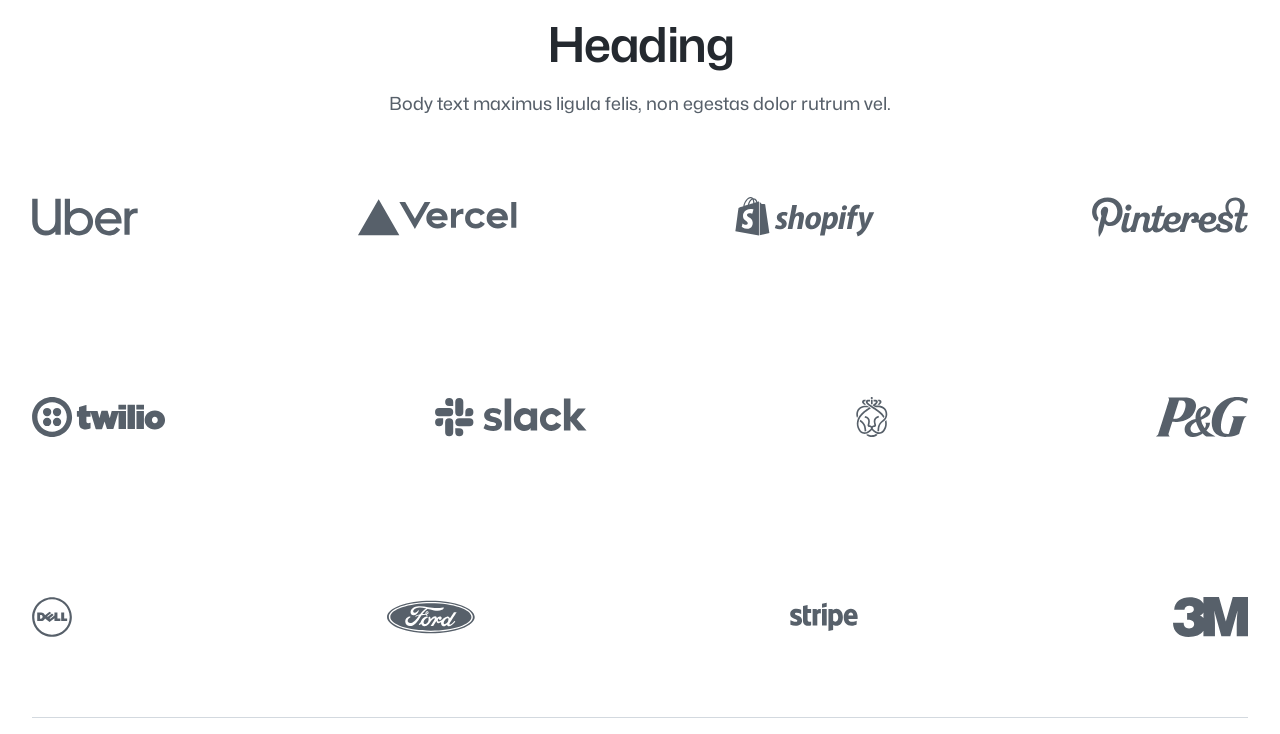 Heading
Body text maximus ligula felis, non egestas dolor rutrum vel.
Uber Vercel shopify Pinterest
twilio slack P&G
DELL Ford stripe 3M